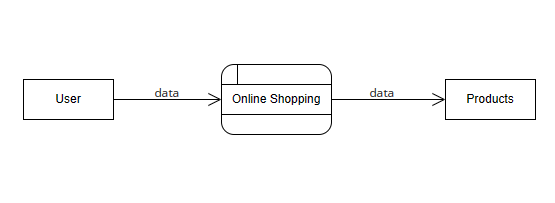 User
data
Online Shopping
data
Products